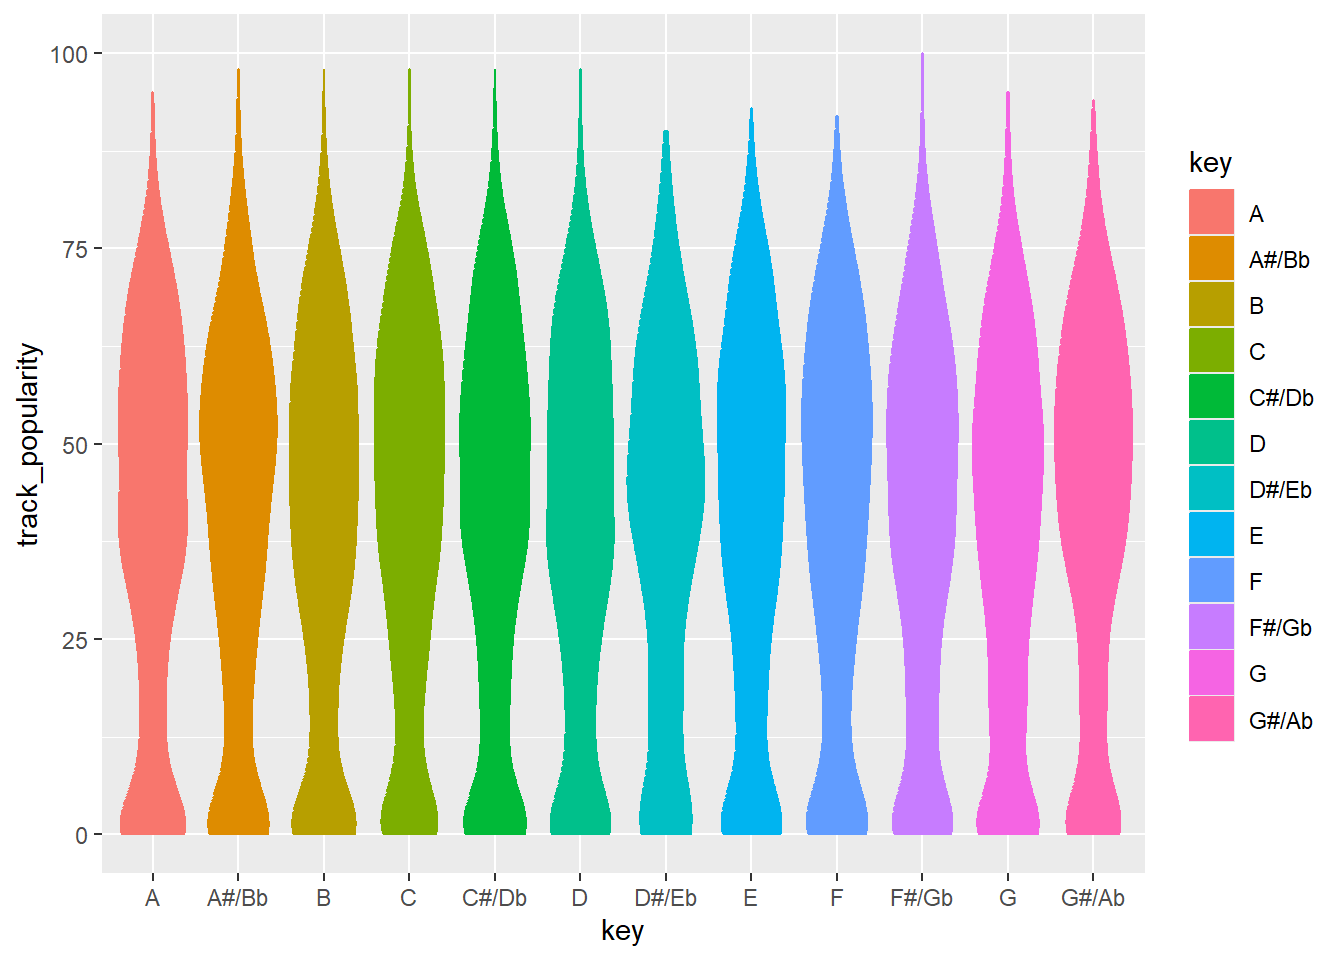 100
75
50
25
0
track_popularity
A A#/Bb B C C#/Db D D#/Eb E F F#/Gb G G#/Ab
key
key
A
A#/Bb
B
C
C#/Db
D
D#/Eb
E
F
F#/Gb
G
G#/Ab